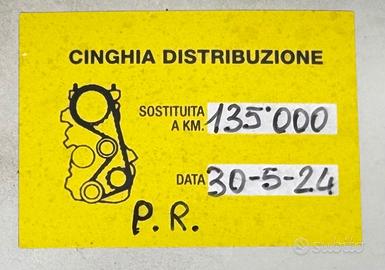 CINGHIA DISTRIBUZIONE
SOSTITUITA
A KM. 135.000
DATA 30-5-24
P.R.
subito